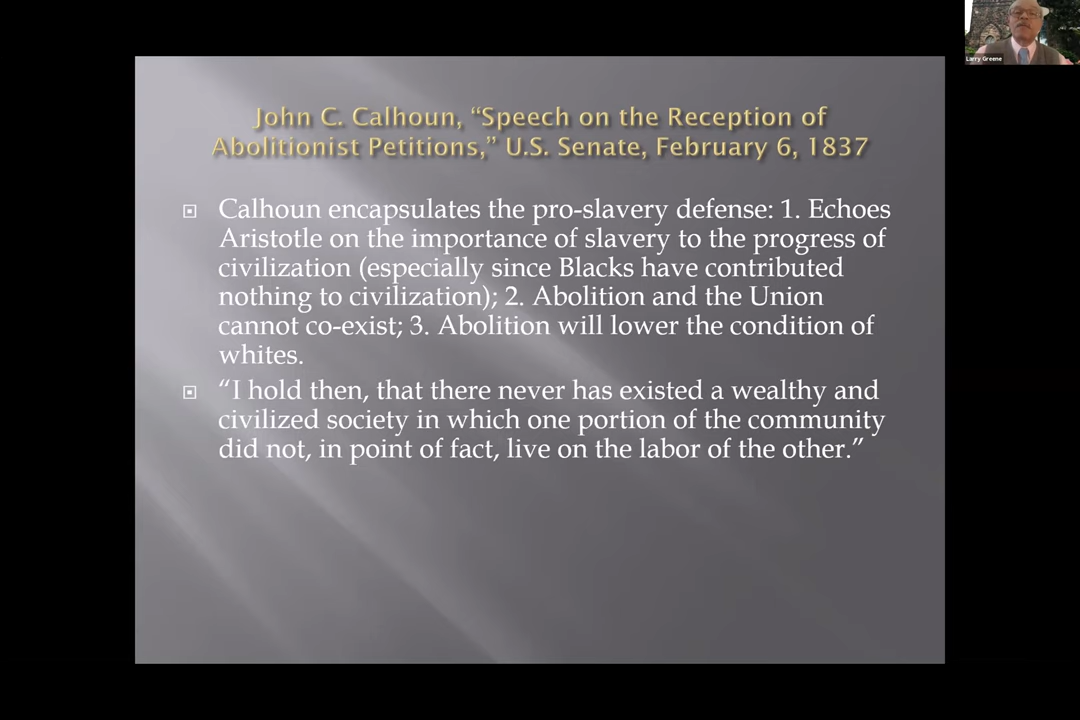 Larry Greene
John C. Calhoun, “Speech on the Reception of
Abolitionist Petitions,” U.S. Senate, February 6, 1837
Calhoun encapsulates the pro-slavery defense: 1. Echoes
Aristotle on the importance of slavery to the progress of
civilization (especially since Blacks have contributed
nothing to civilization); 2. Abolition and the Union
cannot co-exist; 3. Abolition will lower the condition of
whites.
“I hold then, that there never has existed a wealthy and
civilized society in which one portion of the community
did not, in point of fact, live on the labor of the other.”